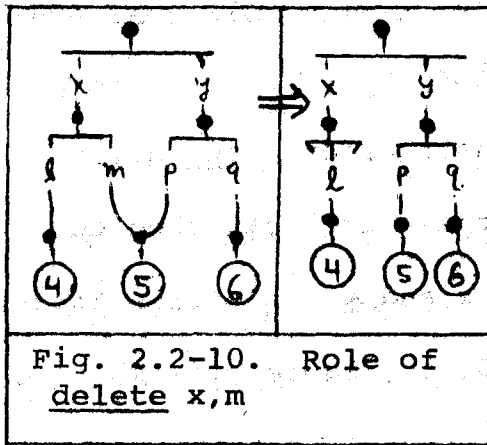 x y x y
l m p q l p q
4 5 6 4 5 6
Fig. 2.2-10. Role of
delete x,m